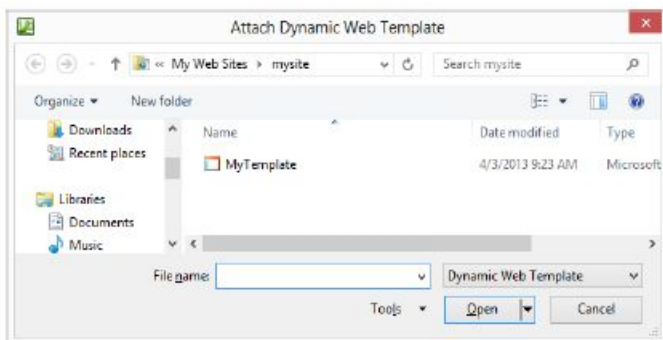 Attach Dynamic Web Template
« My Web Sites mysite
Search mysite
Organize
New folder
Downloads
Recent places
Libraries
Documents
Music
Name
Date modified
Type
MyTemplate
4/3/2013 9:23 AM
Microsoft
File name:
Dynamic Web Template
Tools
Open
Cancel